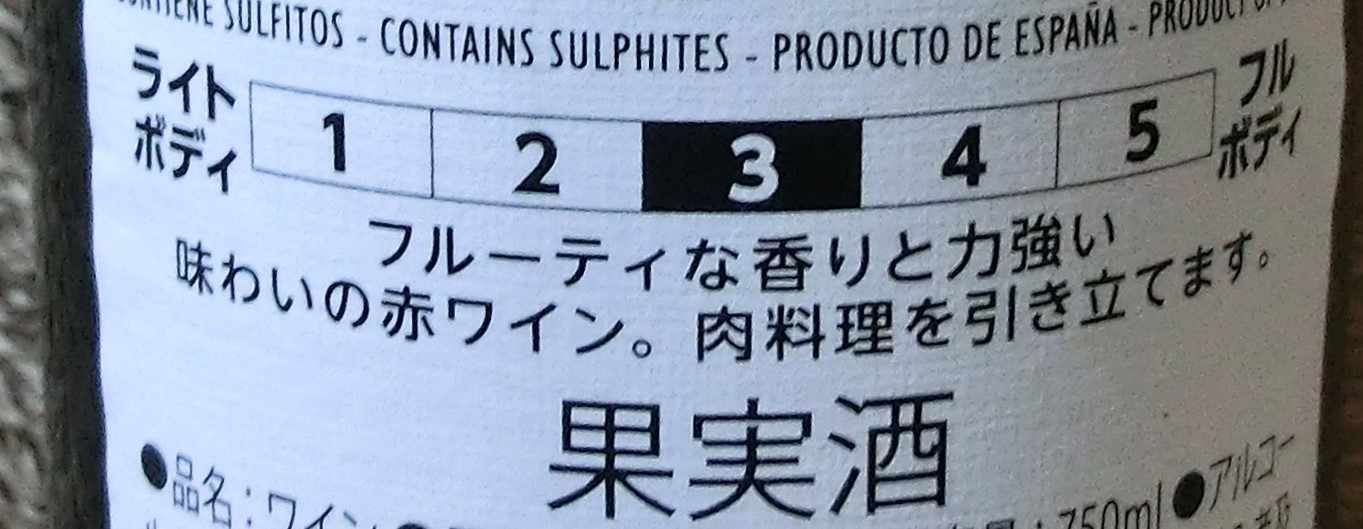 SULFITOS - CONTAINS SULPHITES - PRODUCTO DE ESPAÑA -
ライト
ボディ
1 2 3 4 5
フル
ボディ
フルーティな香りと力強い
味わいの赤ワイン。肉料理を引き立てます。
果実酒
●品名：ワイン
750ml ●アルコー